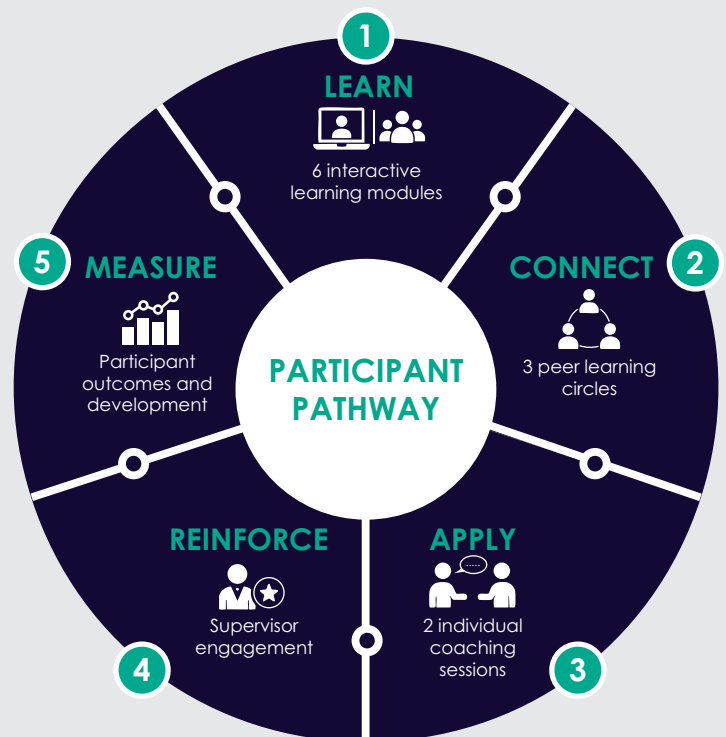 PARTICIPANT
PATHWAY
1
LEARN
6 interactive
learning modules
2
CONNECT
3 peer learning
circles
3
APPLY
2 individual
coaching
sessions
4
REINFORCE
Supervisor
engagement
5
MEASURE
Participant
outcomes and
development